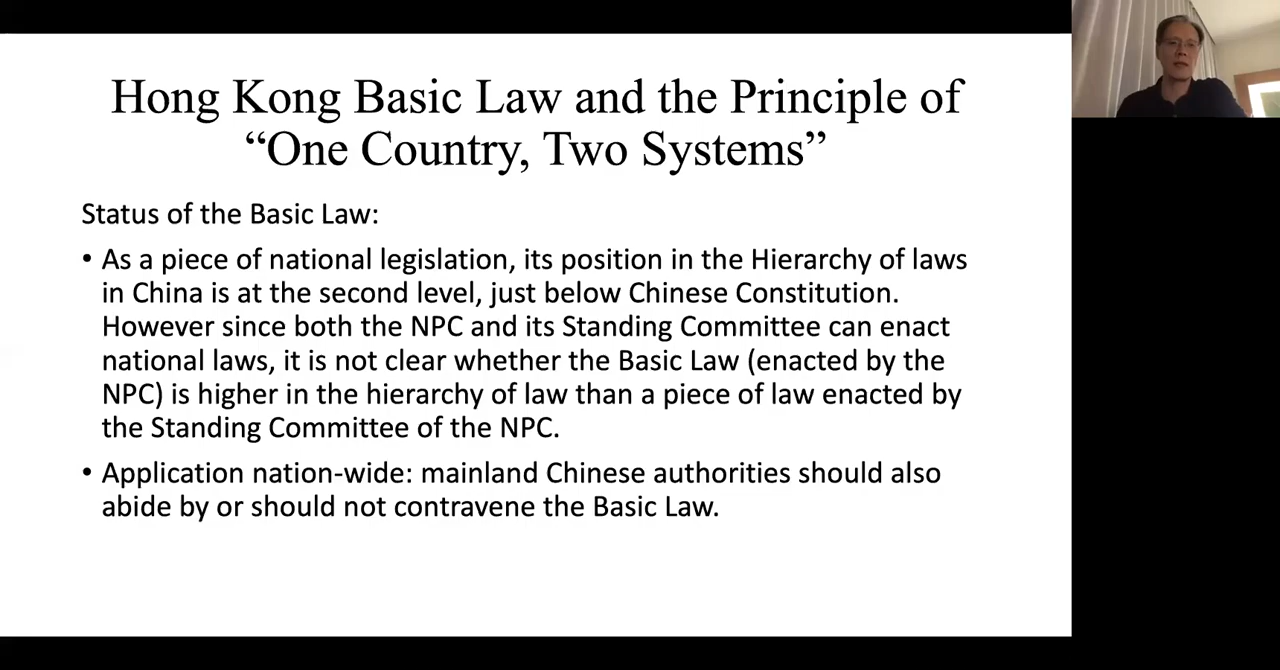 Hong Kong Basic Law and the Principle of
“One Country, Two Systems”
Status of the Basic Law:
• As a piece of national legislation, its position in the Hierarchy of laws
in China is at the second level, just below Chinese Constitution.
However since both the NPC and its Standing Committee can enact
national laws, it is not clear whether the Basic Law (enacted by the
NPC) is higher in the hierarchy of law than a piece of law enacted by
the Standing Committee of the NPC.
• Application nation-wide: mainland Chinese authorities should also
abide by or should not contravene the Basic Law.